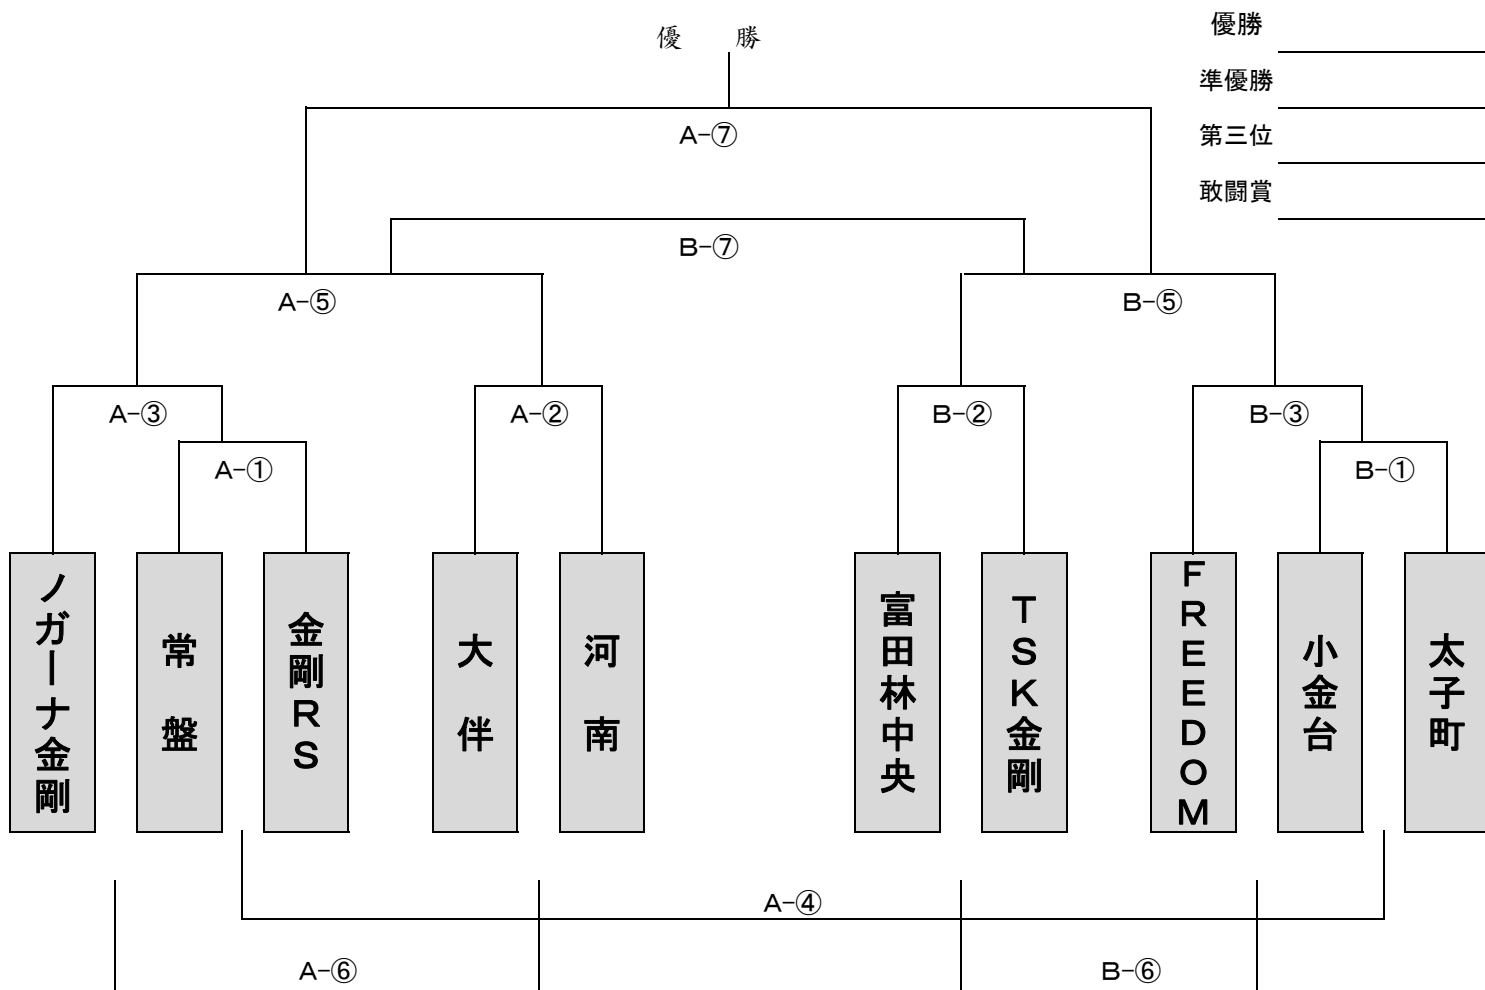 優 勝
優勝
準優勝
第三位
敢闘賞
A-⑦
B-⑦
A-⑤
B-⑤
A-③
A-②
B-②
B-③
A-①
B-①
ノガーナ金剛
常盤
金剛RS
大伴
河南
富田林中央
TSK金剛
FREEDOM
小金台
太子町
A-④
A-⑥
B-⑥